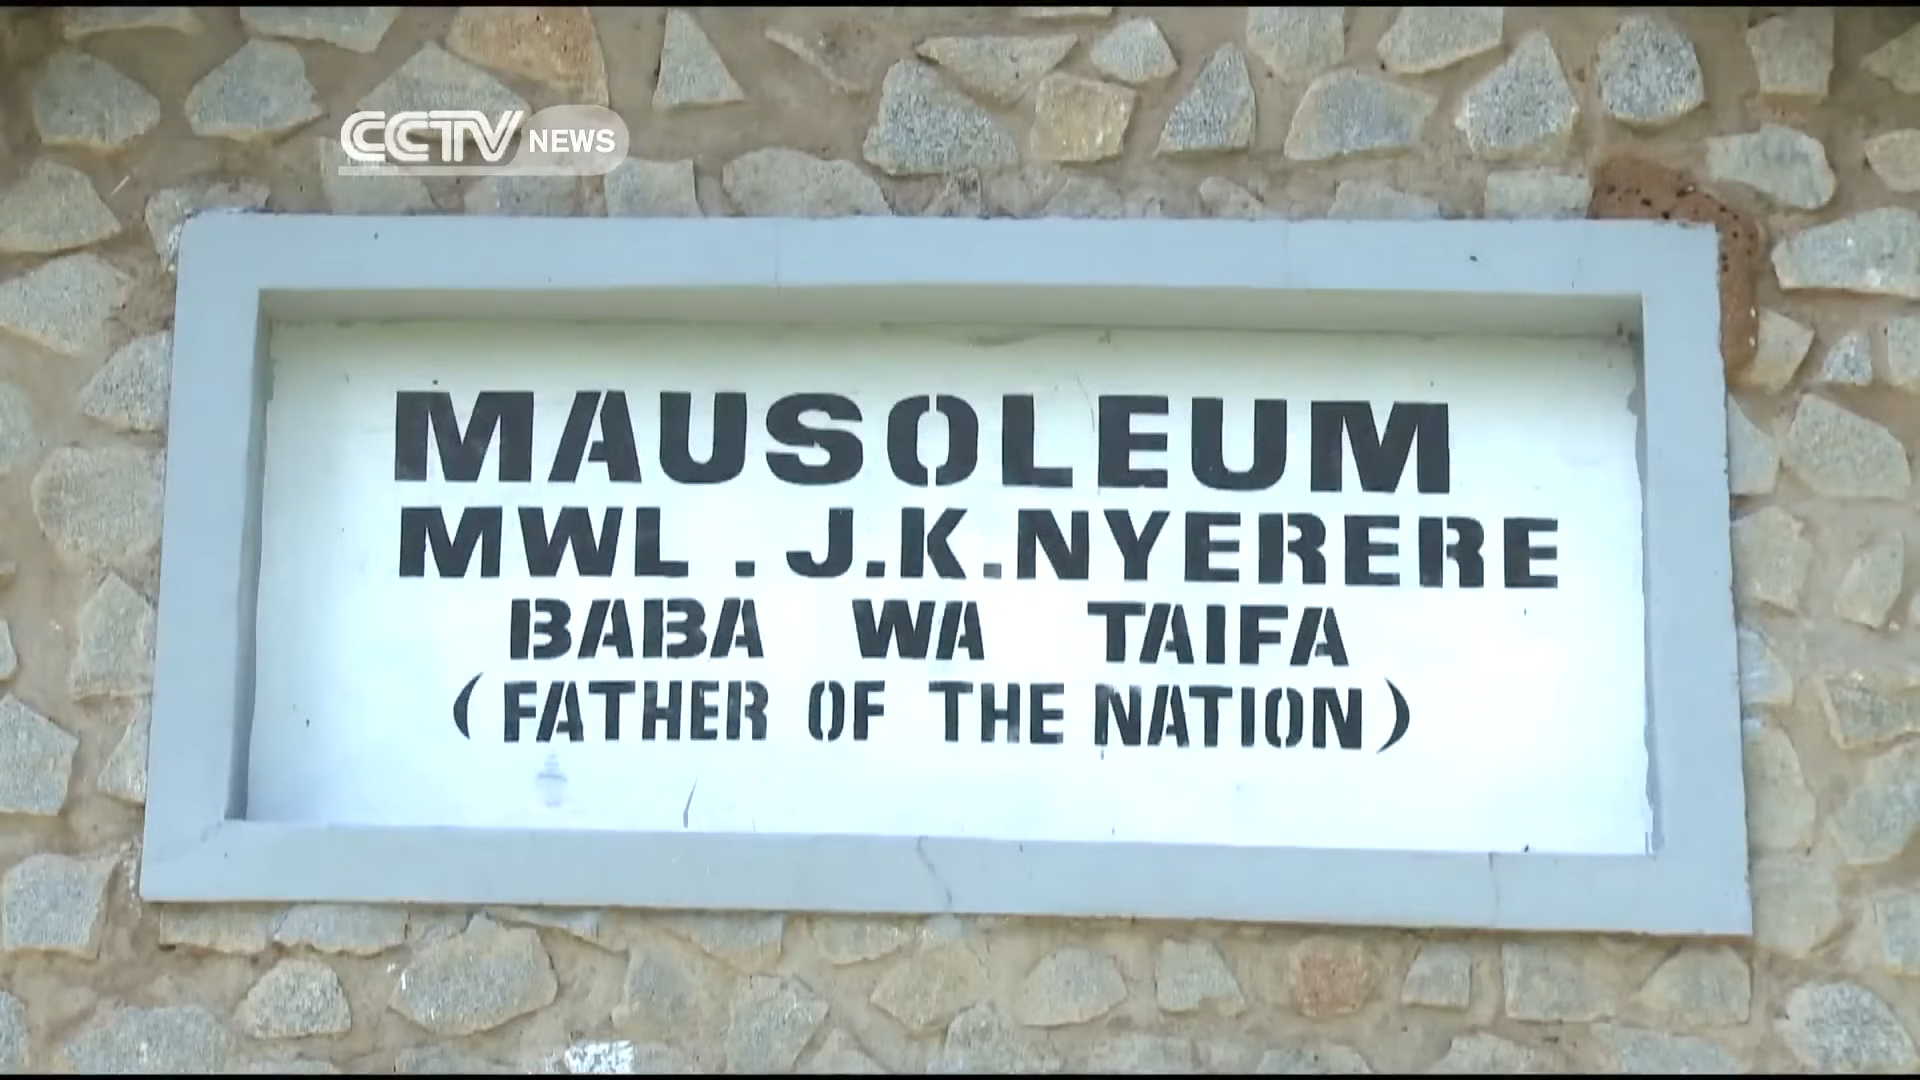 CCTV NEWS
MAUSOLEUM
MWL . J.K.NYERERE
BABA WA TAIFA
(FATHER OF THE NATION)